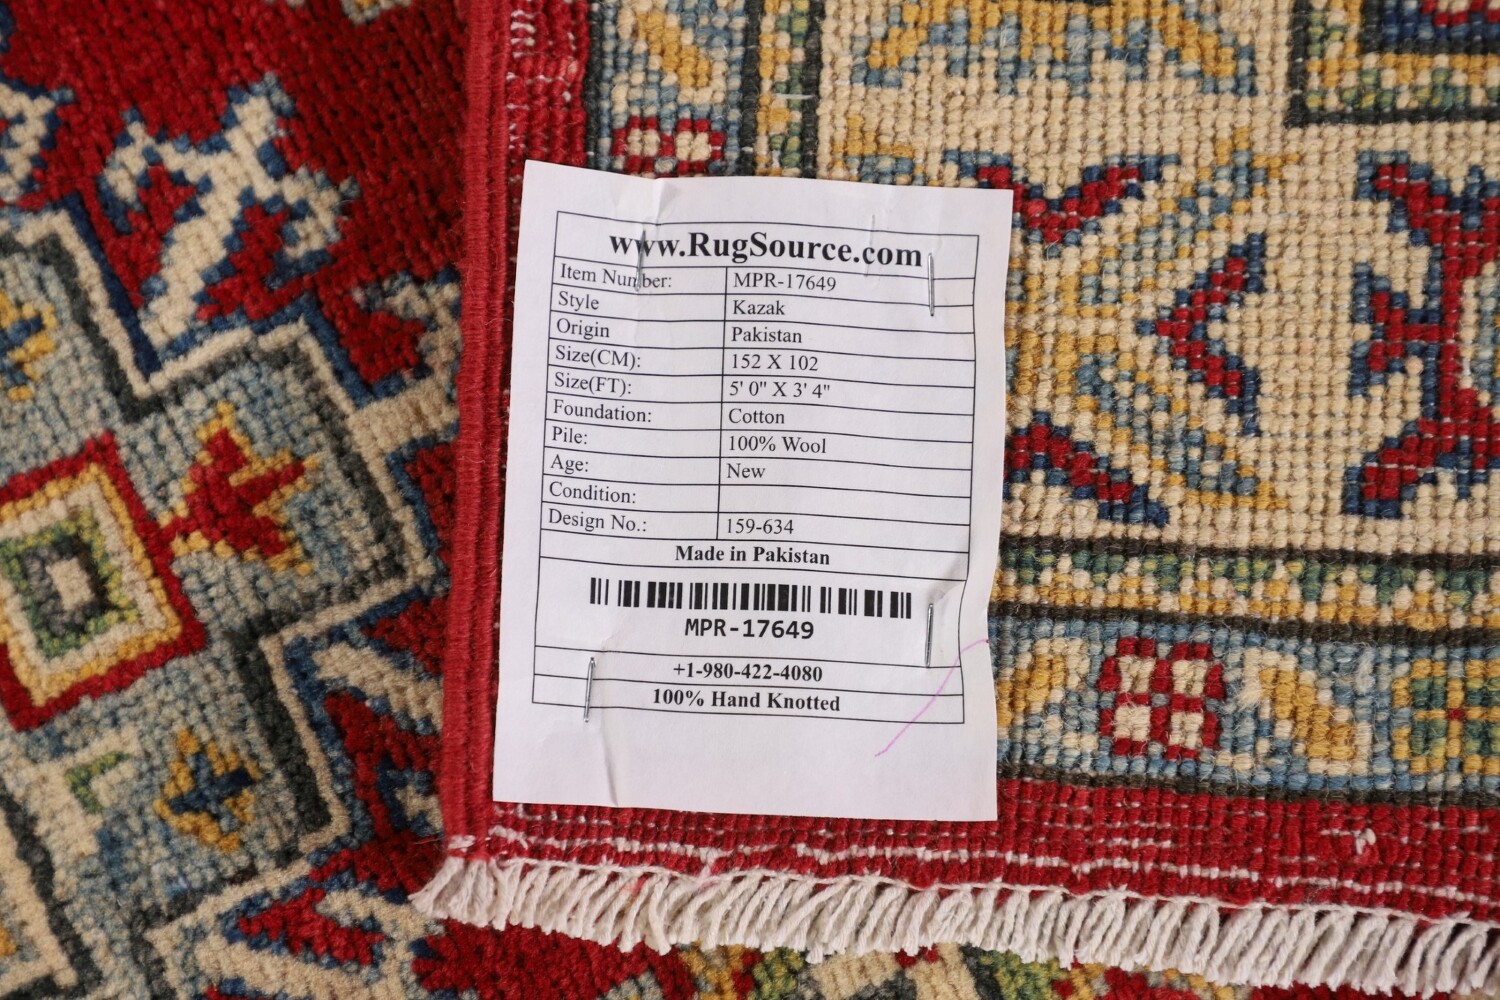 www.RugSource.com
Item Number: MPR-17649
Style Kazak
Origin Pakistan
Size(CM): 152 X 102
Size(FT): 5' 0" X 3' 4"
Foundation: Cotton
Pile: 100% Wool
Age: New
Condition:
Design No.: 159-634
Made in Pakistan
MPR-17649
+1-980-422-4080
100% Hand Knotted